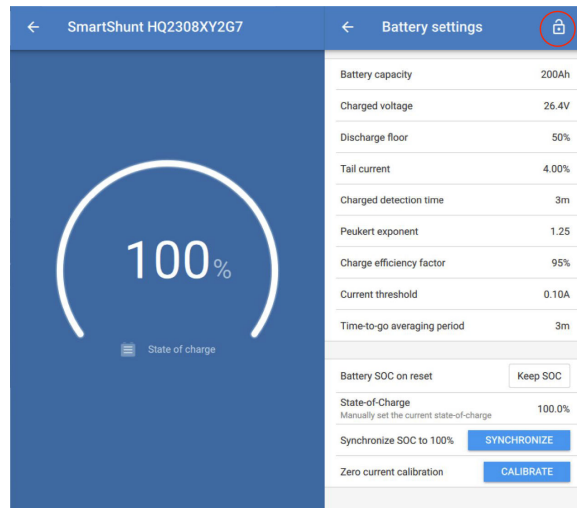 SmartShunt HQ2308XY2G7
100%
State of charge
Battery settings
Battery capacity 200Ah
Charged voltage 26.4V
Discharge floor 50%
Tail current 4.00%
Charged detection time 3m
Peukert exponent 1.25
Charge efficiency factor 95%
Current threshold 0.10A
Time-to-go averaging period 3m
Battery SOC on reset Keep SOC
State-of-Charge 100.0%
Manually set the current state-of-charge
Synchronize SOC to 100% SYNCHRONIZE
Zero current calibration CALIBRATE